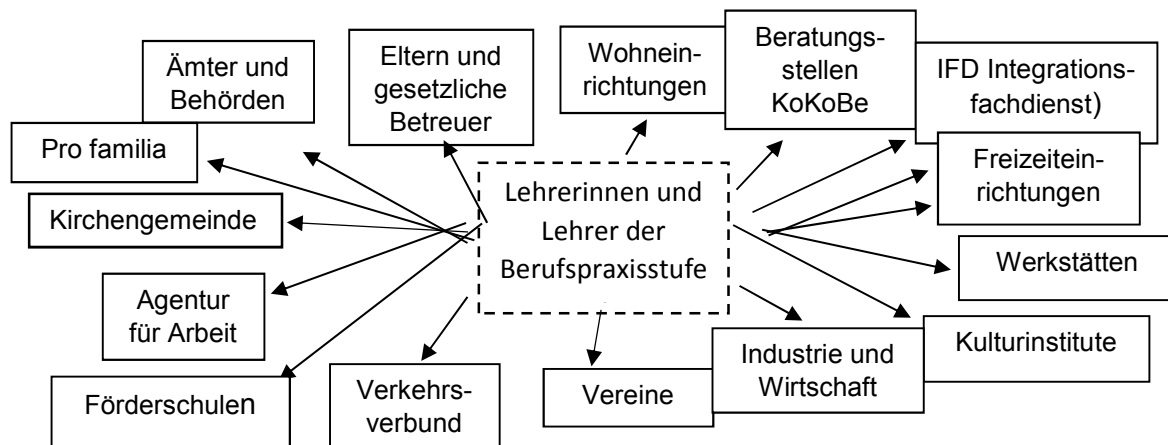 Ämter und
Behörden
Eltern und
gesetzliche
Betreuer
Wohnein-
richtungen
Beratungs-
stellen
KoKoBe
IFD Integrations-
fachdienst)
Pro familia
Freizeitein-
richtungen
Kirchengemeinde
Lehrerinnen und
Lehrer der
Berufspraxisstufe
Werkstätten
Agentur
für Arbeit
Kulturinstitute
Förderschulen
Verkehrs-
verbund
Vereine
Industrie und
Wirtschaft